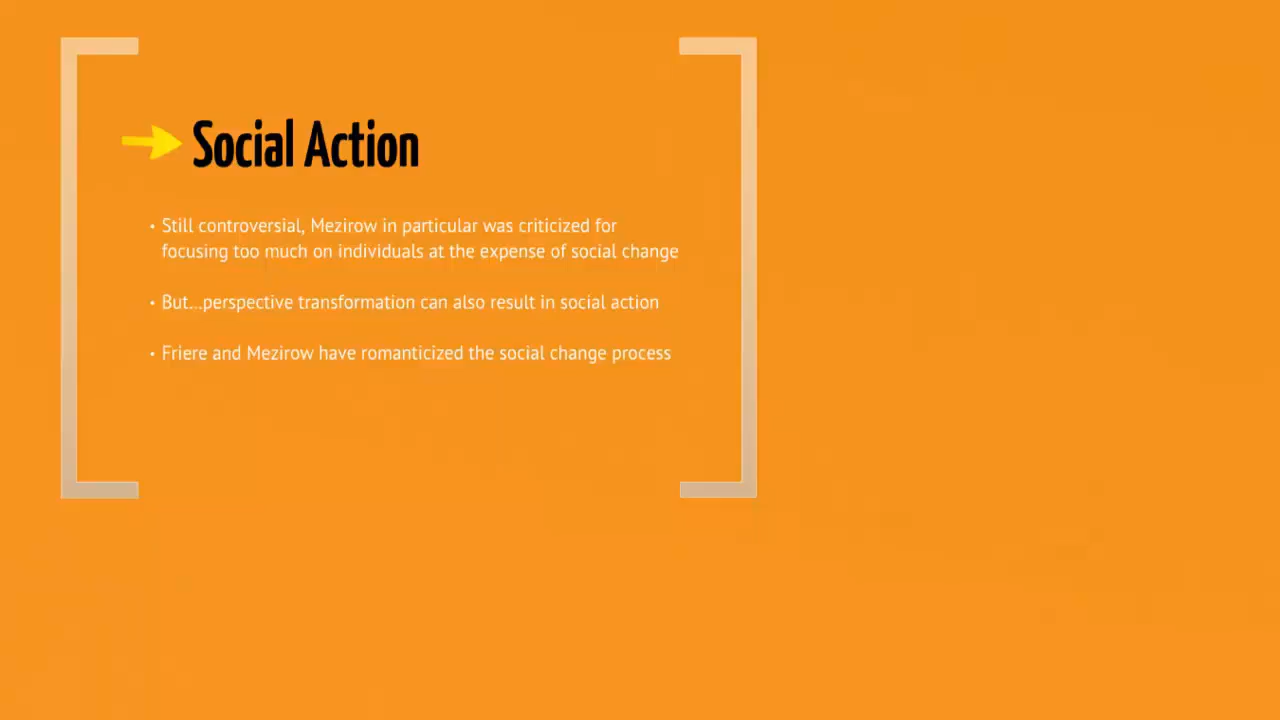 Social Action
• Still controversial, Mezirow in particular was criticized for
focusing too much on individuals at the expense of social change
• But...perspective transformation can also result in social action
• Friere and Mezirow have romanticized the social change process